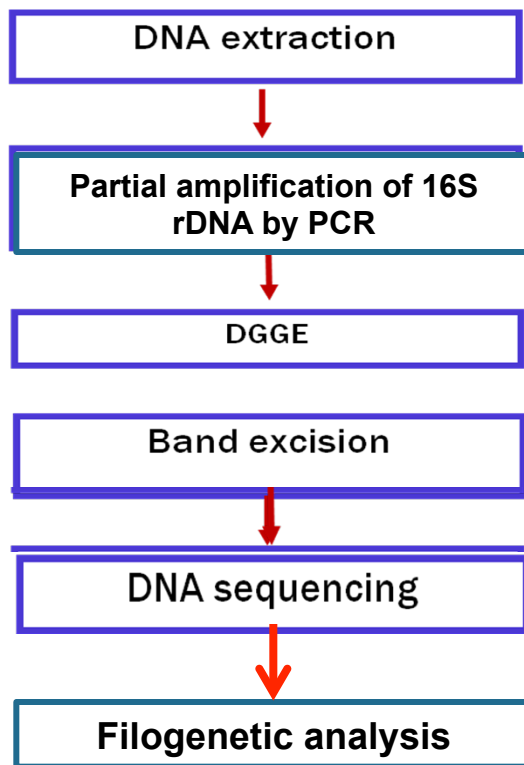 DNA extraction
Partial amplification of 16S
rDNA by PCR
DGGE
Band excision
DNA sequencing
Filogenetic analysis